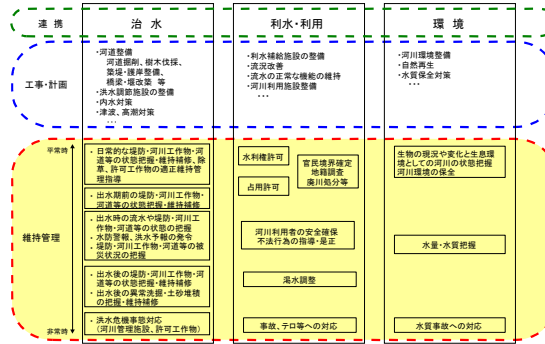 連 携
治 水
利水・利用
環 境
工事・計画
・河道整備
河道掘削、樹木伐採、
築堤・護岸整備、
橋梁・堰改築 等
・洪水調節施設の整備
・内水対策
・津波、高潮対策
…
・利水補給施設の整備
・流況改善
・流水の正常な機能の維持
・河川利用施設整備
…
・河川環境整備
・自然再生
・水質保全対策
…
維持管理
平常時
非常時
・日常的な堤防・河川工作物・河
道等の状態把握・維持補修、除
草、許可工作物の適正維持管
理指導
・出水期前の堤防・河川工作物・
河道等の状態把握・維持補修
・出水時の流水や堤防・河川工
作物・河道等の状態の把握
・水防警報、洪水予報の発令
・堤防・河川工作物・河道等の被
災状況の把握
・出水後の堤防・河川工作物・河
道等の状態把握・維持補修
・出水後の異常洗掘・土砂堆積
の把握・維持補修
・洪水危機事態対応
（河川管理施設、許可工作物）
水利権許可
占用許可
官民境界確定
地籍調査
廃川処分等
河川利用者の安全確保
不法行為の指導・是正
渇水調整
事故、テロ等への対応
生物の現況や変化と生息環
境としての河川の状態把握
河川環境の保全
水量・水質把握
水質事故への対応